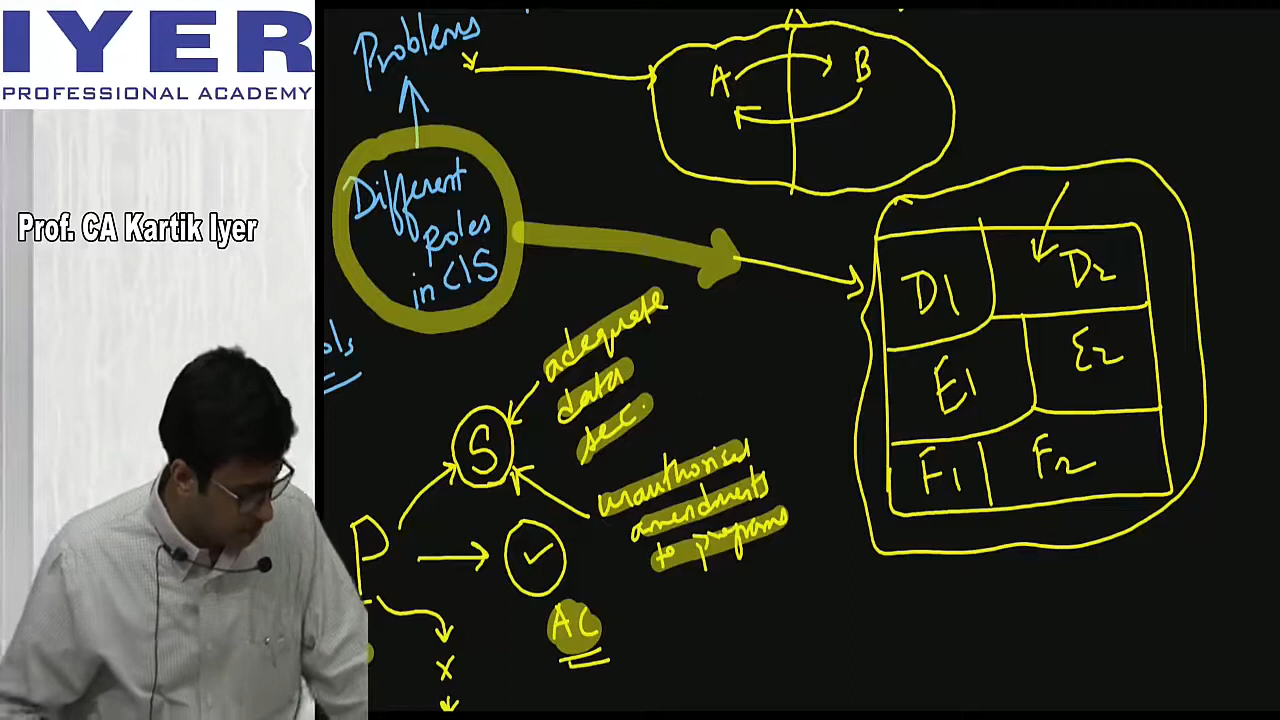 IYER
PROFESSIONAL ACADEMY
Prof. CA Kartik Iyer
Problems
A
B
Different
Roles
in CIS
D1
D2
E1
E2
F1
F2
adequate
data
sec.
S
unauthorised
amendments
to programs
P
AC
x